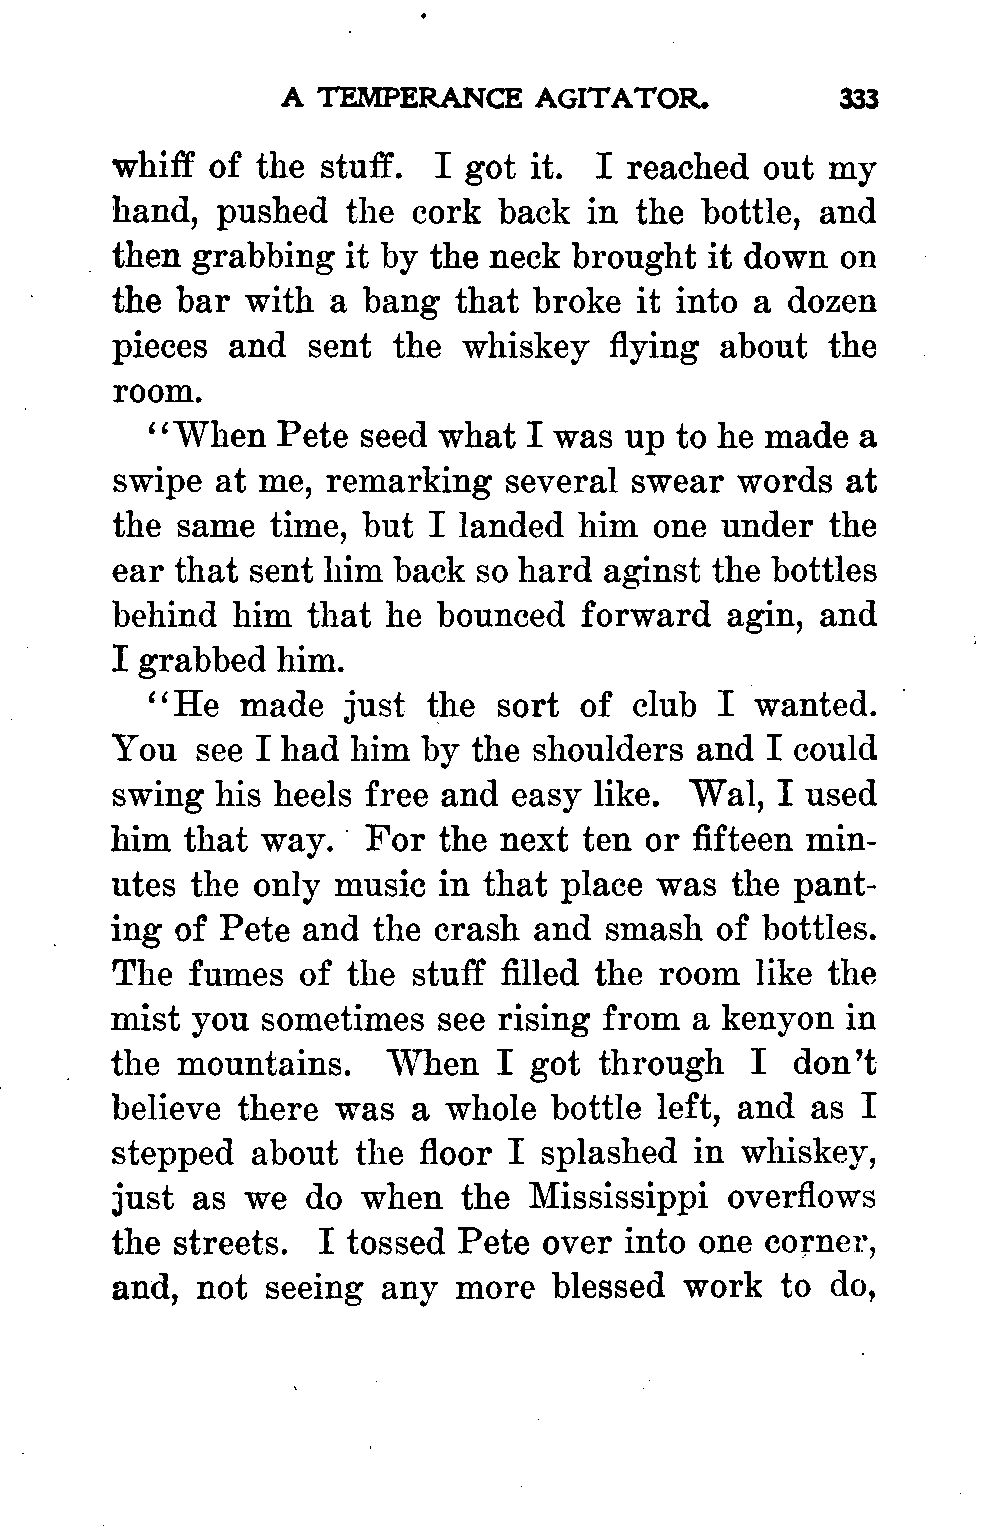 A TEMPERANCE AGITATOR. 333
whiff of the stuff. I got it. I reached out my
hand, pushed the cork back in the bottle, and
then grabbing it by the neck brought it down on
the bar with a bang that broke it into a dozen
pieces and sent the whiskey flying about the
room.
“When Pete seed what I was up to he made a
swipe at me, remarking several swear words at
the same time, but I landed him one under the
ear that sent him back so hard aginst the bottles
behind him that he bounced forward agin, and
I grabbed him.
“He made just the sort of club I wanted.
You see I had him by the shoulders and I could
swing his heels free and easy like. Wal, I used
him that way. For the next ten or fifteen min-
utes the only music in that place was the pant-
ing of Pete and the crash and smash of bottles.
The fumes of the stuff filled the room like the
mist you sometimes see rising from a kenyon in
the mountains. When I got through I don't
believe there was a whole bottle left, and as I
stepped about the floor I splashed in whiskey,
just as we do when the Mississippi overflows
the streets. I tossed Pete over into one corner,
and, not seeing any more blessed work to do,